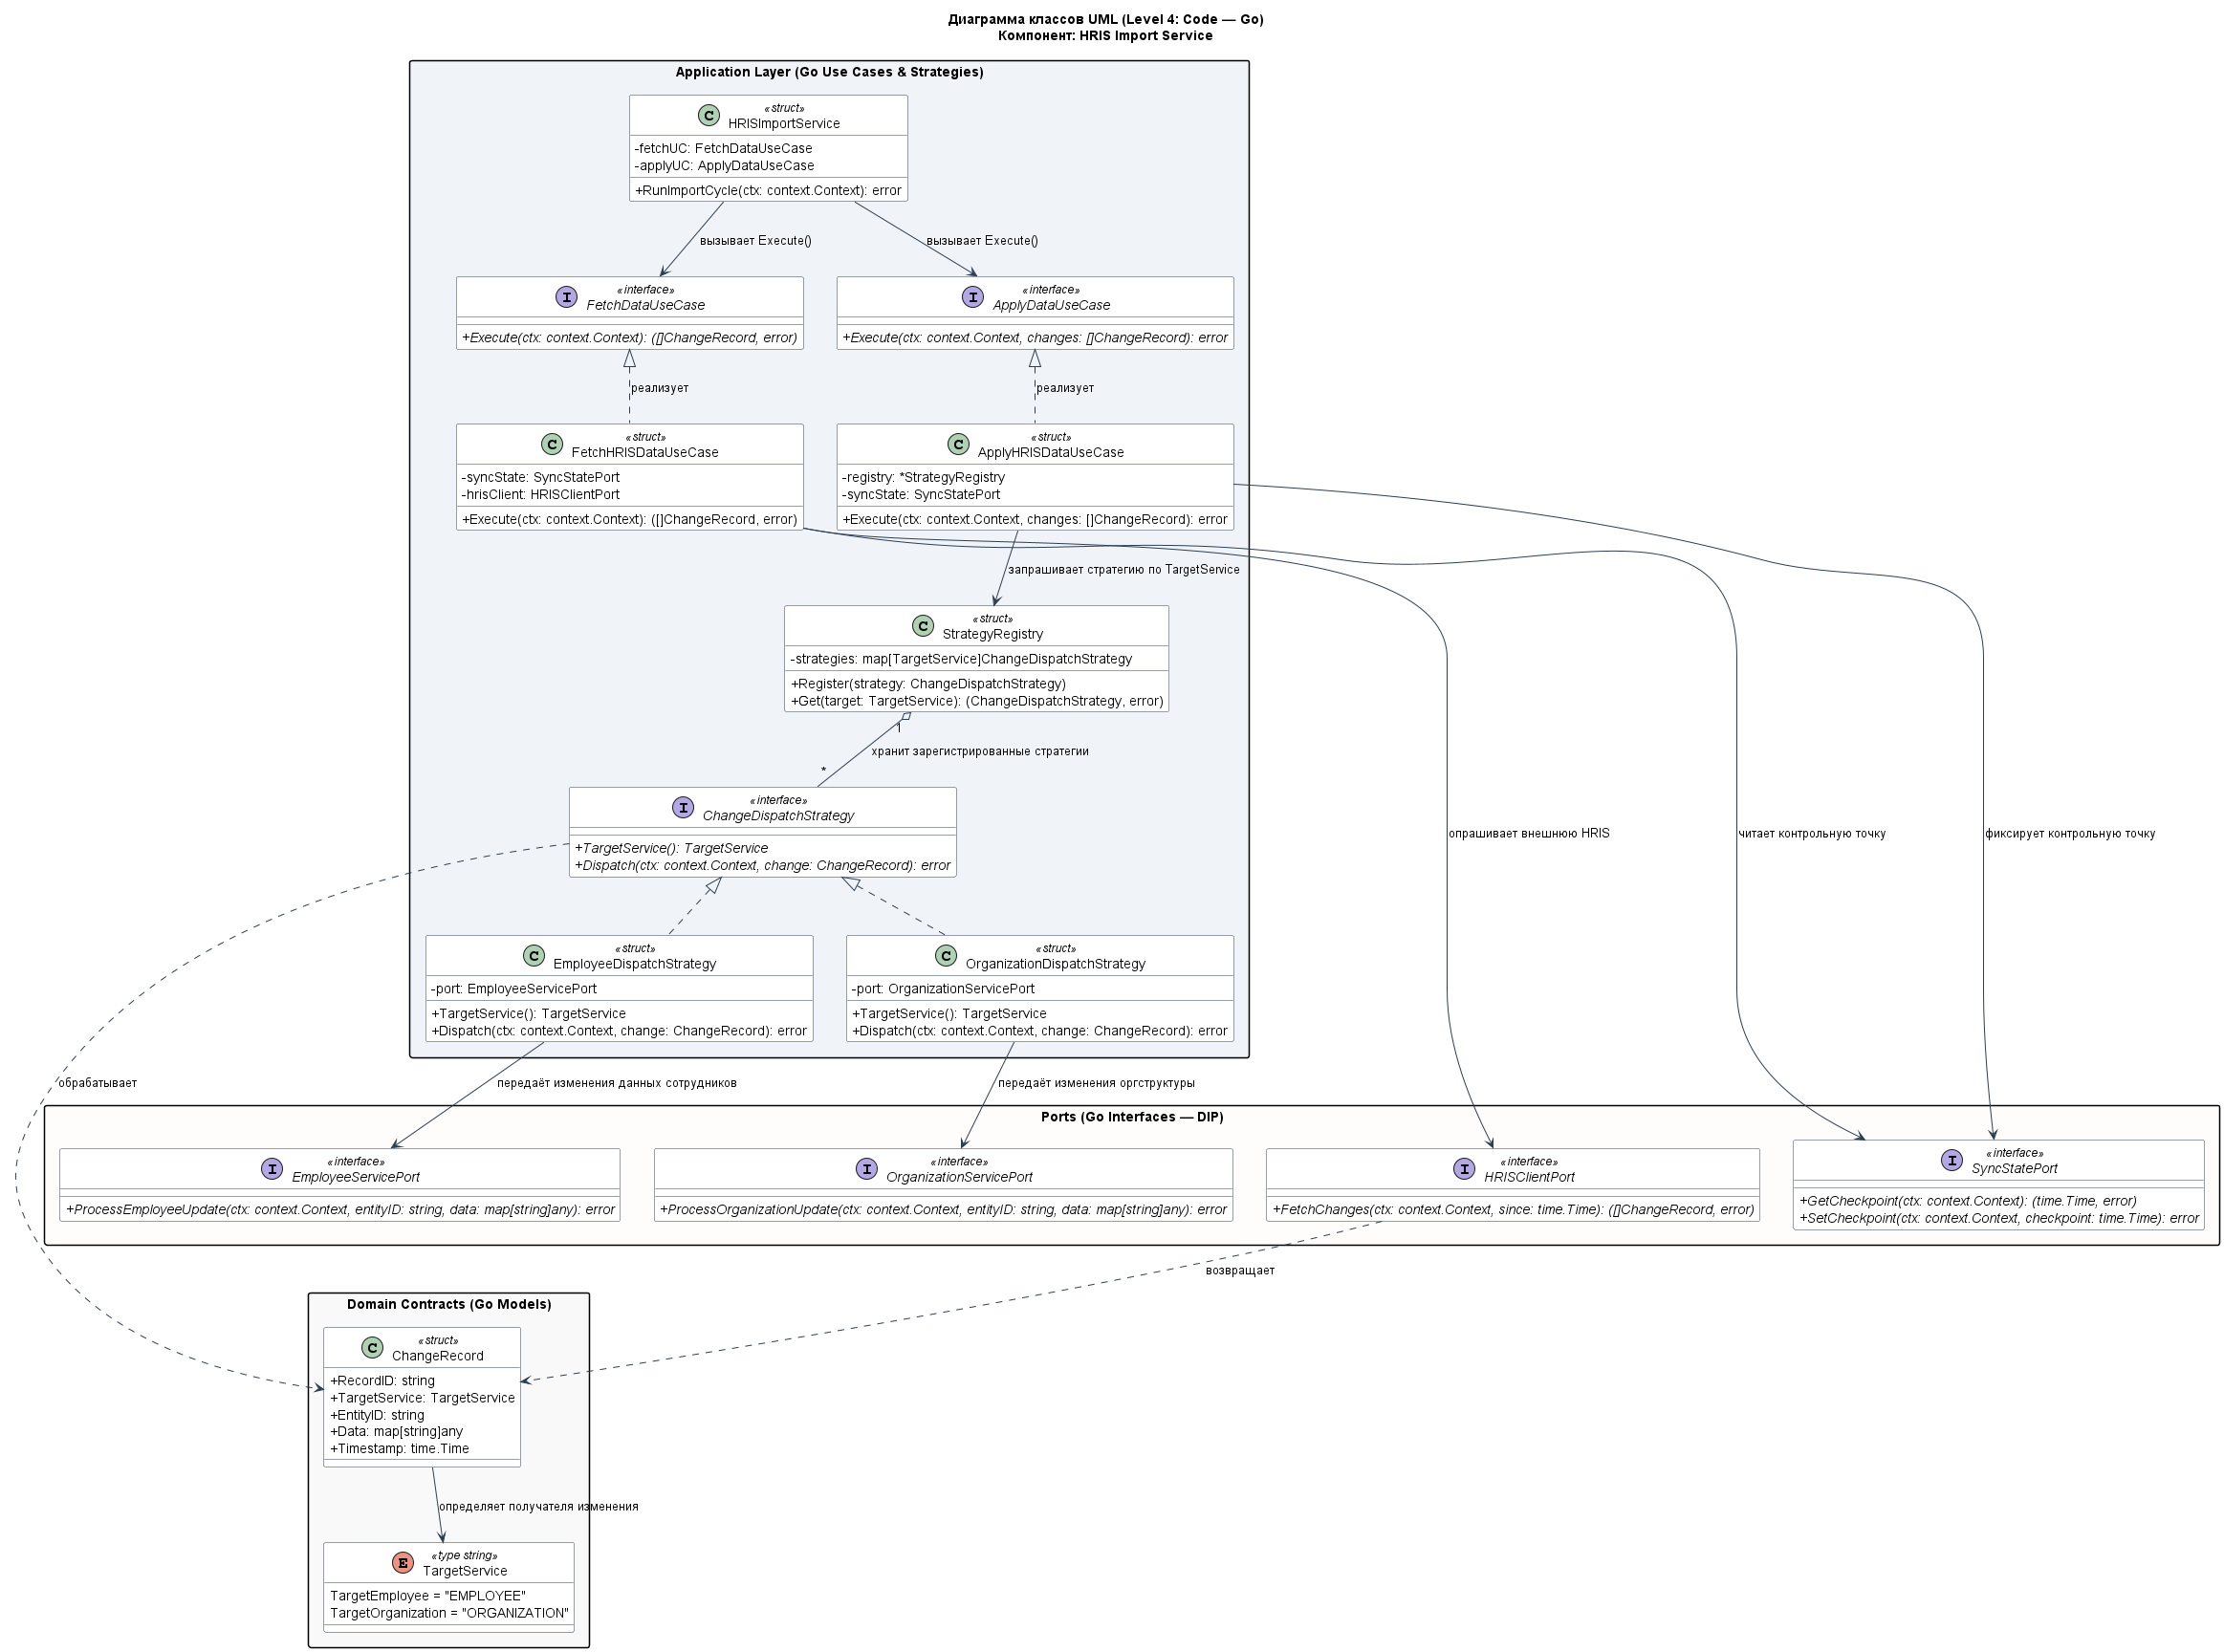 Диаграмма классов UML (Level 4: Code — Go)
Компонент: HRIS Import Service
Application Layer (Go Use Cases & Strategies)
C
«struct»
HRISImportService
-fetchUC: FetchDataUseCase
-applyUC: ApplyDataUseCase
+RunImportCycle(ctx: context.Context): error
вызывает Execute()
вызывает Execute()
I
«interface»
FetchDataUseCase
+Execute(ctx: context.Context): ([]ChangeRecord, error)
I
«interface»
ApplyDataUseCase
+Execute(ctx: context.Context, changes: []ChangeRecord): error
реализует
реализует
C
«struct»
FetchHRISDataUseCase
-syncState: SyncStatePort
-hrisClient: HRISClientPort
+Execute(ctx: context.Context): ([]ChangeRecord, error)
C
«struct»
ApplyHRISDataUseCase
-registry: *StrategyRegistry
-syncState: SyncStatePort
+Execute(ctx: context.Context, changes: []ChangeRecord): error
запрашивает стратегию по TargetService
C
«struct»
StrategyRegistry
-strategies: map[TargetService]ChangeDispatchStrategy
+Register(strategy: ChangeDispatchStrategy)
+Get(target: TargetService): (ChangeDispatchStrategy, error)
1
хранит зарегистрированные стратегии
*
I
«interface»
ChangeDispatchStrategy
+TargetService(): TargetService
+Dispatch(ctx: context.Context, change: ChangeRecord): error
опрашивает внешнюю HRIS
читает контрольную точку
фиксирует контрольную точку
C
«struct»
EmployeeDispatchStrategy
-port: EmployeeServicePort
+TargetService(): TargetService
+Dispatch(ctx: context.Context, change: ChangeRecord): error
C
«struct»
OrganizationDispatchStrategy
-port: OrganizationServicePort
+TargetService(): TargetService
+Dispatch(ctx: context.Context, change: ChangeRecord): error
обрабатывает
передаёт изменения данных сотрудников
передаёт изменения оргструктуры
Ports (Go Interfaces — DIP)
I
«interface»
EmployeeServicePort
+ProcessEmployeeUpdate(ctx: context.Context, entityID: string, data: map[string]any): error
I
«interface»
OrganizationServicePort
+ProcessOrganizationUpdate(ctx: context.Context, entityID: string, data: map[string]any): error
I
«interface»
HRISClientPort
+FetchChanges(ctx: context.Context, since: time.Time): ([]ChangeRecord, error)
I
«interface»
SyncStatePort
+GetCheckpoint(ctx: context.Context): (time.Time, error)
+SetCheckpoint(ctx: context.Context, checkpoint: time.Time): error
возвращает
Domain Contracts (Go Models)
C
«struct»
ChangeRecord
+RecordID: string
+TargetService: TargetService
+EntityID: string
+Data: map[string]any
+Timestamp: time.Time
определяет получателя изменения
E
«type string»
TargetService
TargetEmployee = "EMPLOYEE"
TargetOrganization = "ORGANIZATION"